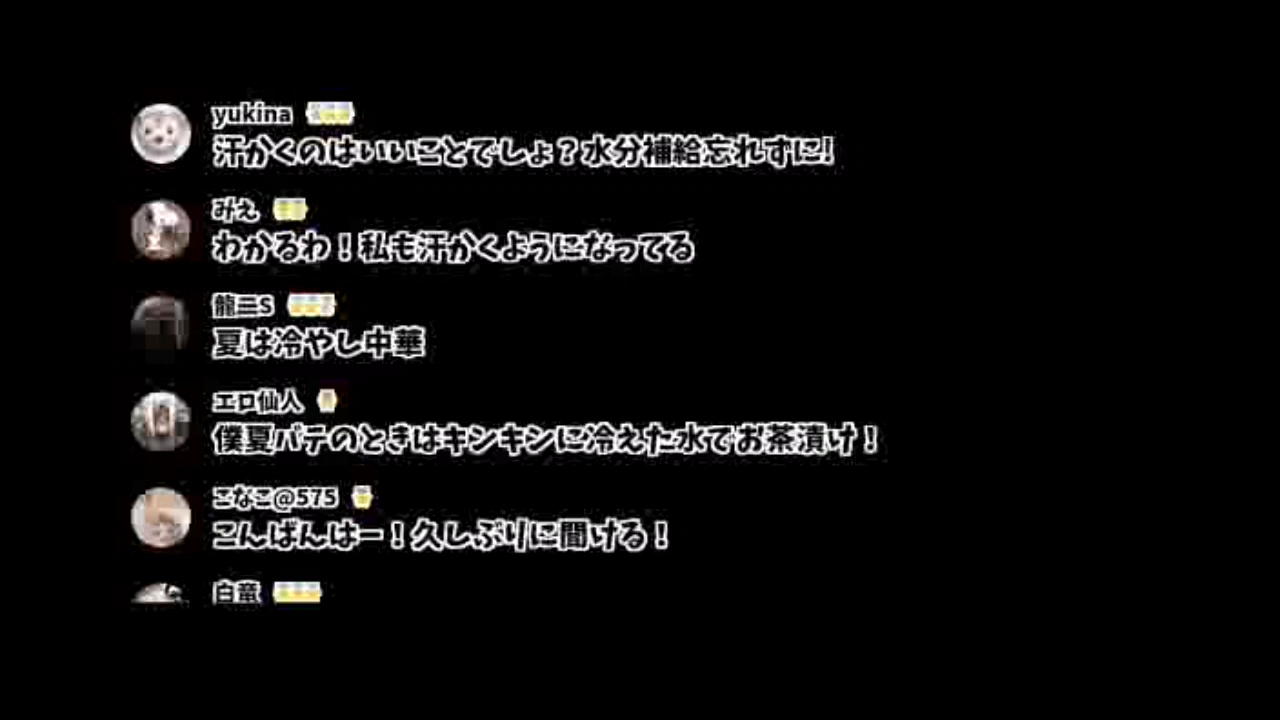 yukina
汗かくのはいいことでしょ？水分補給忘れずに!
みぇ
わかるわ！私も汗かくようになってる
龍三S
夏は冷やし中華
エロ仙人
僕夏バテのときはキンキンに冷えた水でお茶漬け！
こなこ@575
こんばんはー！久しぶりに聞ける！
白竜